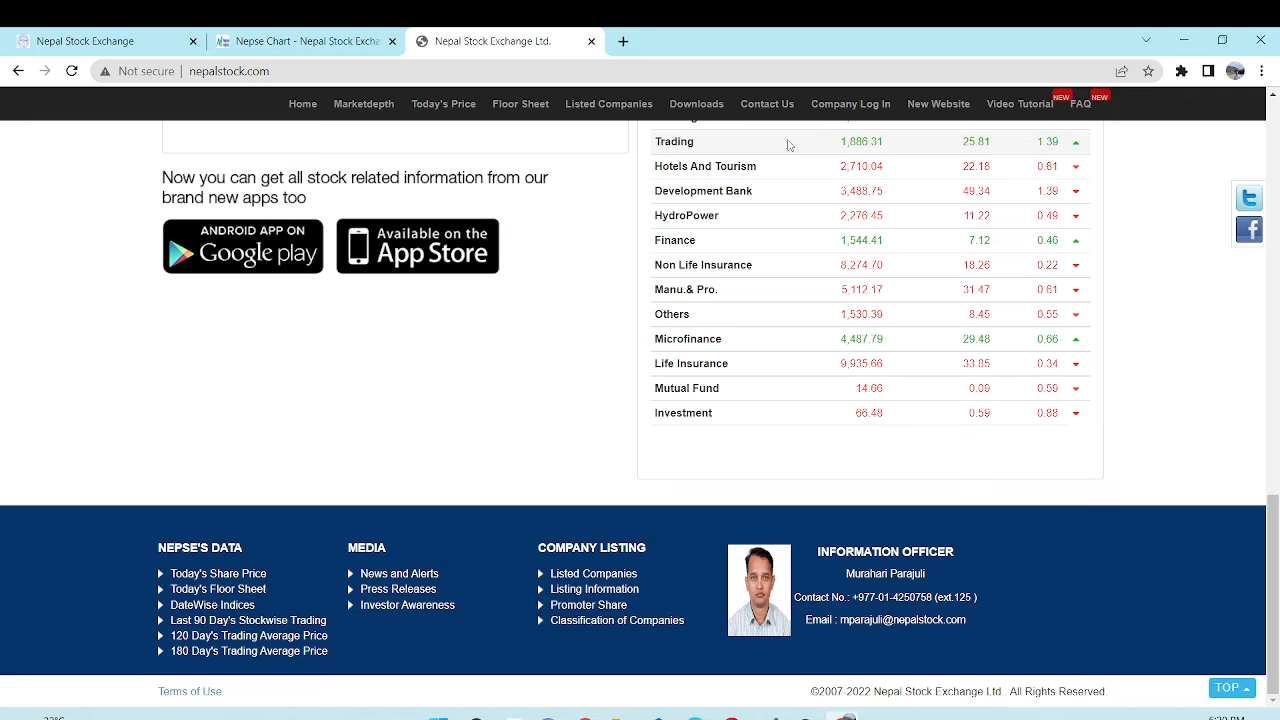 Nepal Stock Exchange
Nepse Chart - Nepal Stock Excha
Nepal Stock Exchange Ltd.
Not secure
nepalstock.com
Home Marketdepth Today's Price Floor Sheet Listed Companies Downloads Contact Us Company Log In New Website NEW Video Tutorial NEW FAQ
Trading 1,886.31 25.81 1.39
Hotels And Tourism 2,710.04 22.18 0.81
Development Bank 3,488.75 49.34 1.39
HydroPower 2,276.45 11.22 0.49
Finance 1,544.41 7.12 0.46
Non Life Insurance 8,274.70 18.26 0.22
Manu.& Pro. 5,112.17 31.47 0.61
Others 1,530.39 8.45 0.55
Microfinance 4,487.79 29.48 0.66
Life Insurance 9,935.66 33.85 0.34
Mutual Fund 14.66 0.09 0.59
Investment 66.48 0.59 0.88
Now you can get all stock related information from our
brand new apps too
ANDROID APP ON
Google play
Available on the
App Store
NEPSE'S DATA
Today's Share Price
Today's Floor Sheet
DateWise Indices
Last 90 Day's Stockwise Trading
120 Day's Trading Average Price
180 Day's Trading Average Price
MEDIA
News and Alerts
Press Releases
Investor Awareness
COMPANY LISTING
Listed Companies
Listing Information
Promoter Share
Classification of Companies
INFORMATION OFFICER
Murahari Parajuli
Contact No.: +977-01-4250758 (ext.125 )
Email : mparajuli@nepalstock.com
Terms of Use
©2007-2022 Nepal Stock Exchange Ltd. All Rights Reserved.
TOP